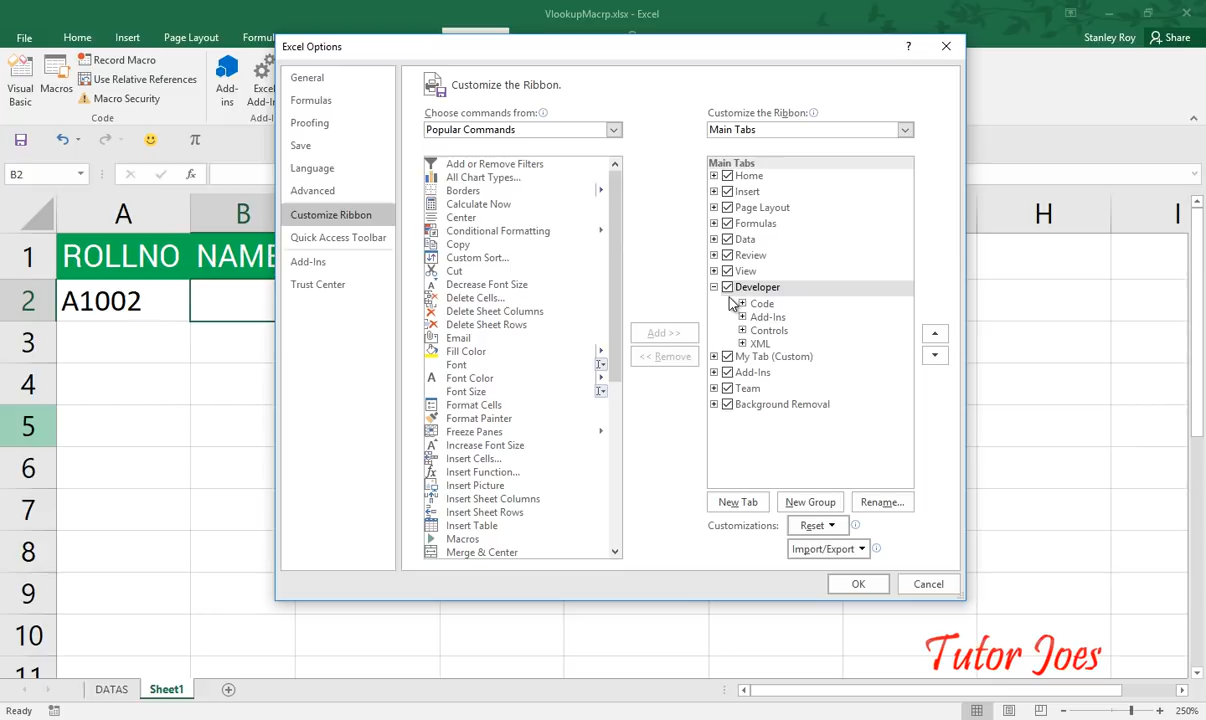 VlookupMacrp.xlsx - Excel
File Home Insert Page Layout Formul
Stanley Roy Share
Visual Basic
Macros
Record Macro
Use Relative References
Macro Security
Code
Add-ins
Excel Add-In
Add-I
B2
A B H I
1 ROLLNO NAME
2 A1002
3
4
5
6
7
8
9
10
11
DATAS Sheet1
Ready
250%
Excel Options
General
Formulas
Proofing
Save
Language
Advanced
Customize Ribbon
Quick Access Toolbar
Add-Ins
Trust Center
Customize the Ribbon.
Choose commands from:
Popular Commands
Add or Remove Filters
All Chart Types...
Borders
Calculate Now
Center
Conditional Formatting
Copy
Custom Sort...
Cut
Decrease Font Size
Delete Cells...
Delete Sheet Columns
Delete Sheet Rows
Email
Fill Color
Font
Font Color
Font Size
Format Cells
Format Painter
Freeze Panes
Increase Font Size
Insert Cells...
Insert Function...
Insert Picture
Insert Sheet Columns
Insert Sheet Rows
Insert Table
Macros
Merge & Center
Add >>
<< Remove
Customize the Ribbon:
Main Tabs
Main Tabs
Home
Insert
Page Layout
Formulas
Data
Review
View
Developer
Code
Add-Ins
Controls
XML
My Tab (Custom)
Add-Ins
Team
Background Removal
New Tab New Group Rename...
Customizations: Reset
Import/Export
OK Cancel
Tutor Joes